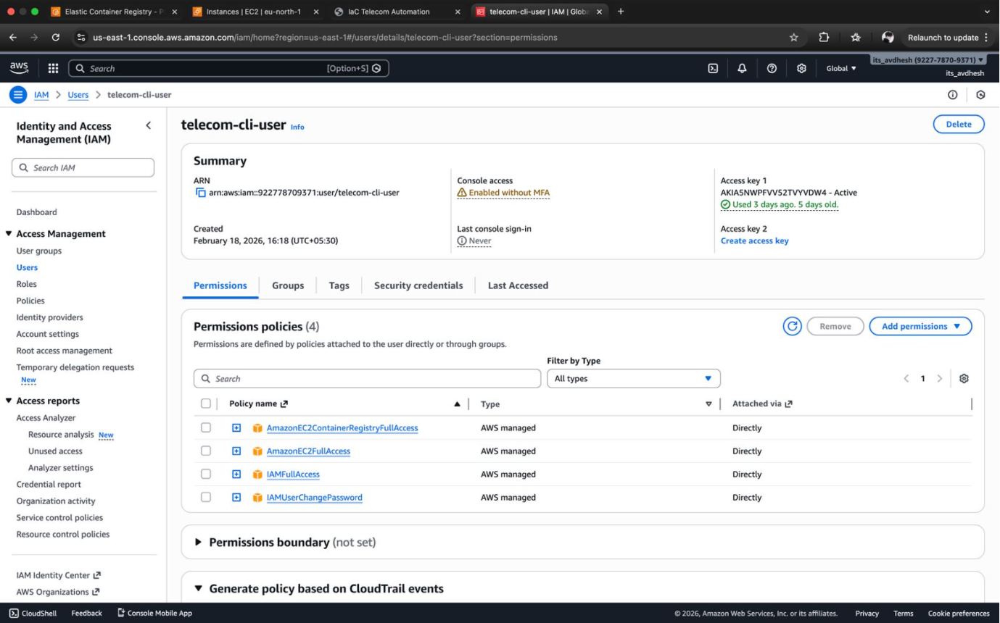 Elastic Container Registry - P
Instances | EC2 | eu-north-1
IaC Telecom Automation
telecom-cli-user | IAM | Glob
us-east-1.console.aws.amazon.com/iam/home?region=us-east-1#/users/details/telecom-cli-user?section=permissions
Relaunch to update
aws
Search
[Option+S]
Global
its_avdhesh (9227-7870-9371)
its_avdhesh
IAM > Users > telecom-cli-user
Identity and Access
Management (IAM)
Search IAM
Dashboard
Access Management
User groups
Users
Roles
Policies
Identity providers
Account settings
Root access management
Temporary delegation requests
New
Access reports
Access Analyzer
Resource analysis New
Unused access
Analyzer settings
Credential report
Organization activity
Service control policies
Resource control policies
IAM Identity Center
AWS Organizations
telecom-cli-user Info
Delete
Summary
ARN
arn:aws:iam::922778709371:user/telecom-cli-user
Created
February 18, 2026, 16:18 (UTC+05:30)
Console access
Enabled without MFA
Last console sign-in
Never
Access key 1
AKIA5NWPFVV52TVYVDW4 - Active
Used 3 days ago. 5 days old.
Access key 2
Create access key
Permissions
Groups
Tags
Security credentials
Last Accessed
Permissions policies (4)
Remove
Add permissions
Permissions are defined by policies attached to the user directly or through groups.
Filter by Type
Search
All types
1
Policy name
Type
Attached via
AmazonEC2ContainerRegistryFullAccess AWS managed Directly
AmazonEC2FullAccess AWS managed Directly
IAMFullAccess AWS managed Directly
IAMUserChangePassword AWS managed Directly
Permissions boundary (not set)
Generate policy based on CloudTrail events
CloudShell
Feedback
Console Mobile App
© 2026, Amazon Web Services, Inc. or its affiliates.
Privacy
Terms
Cookie preferences